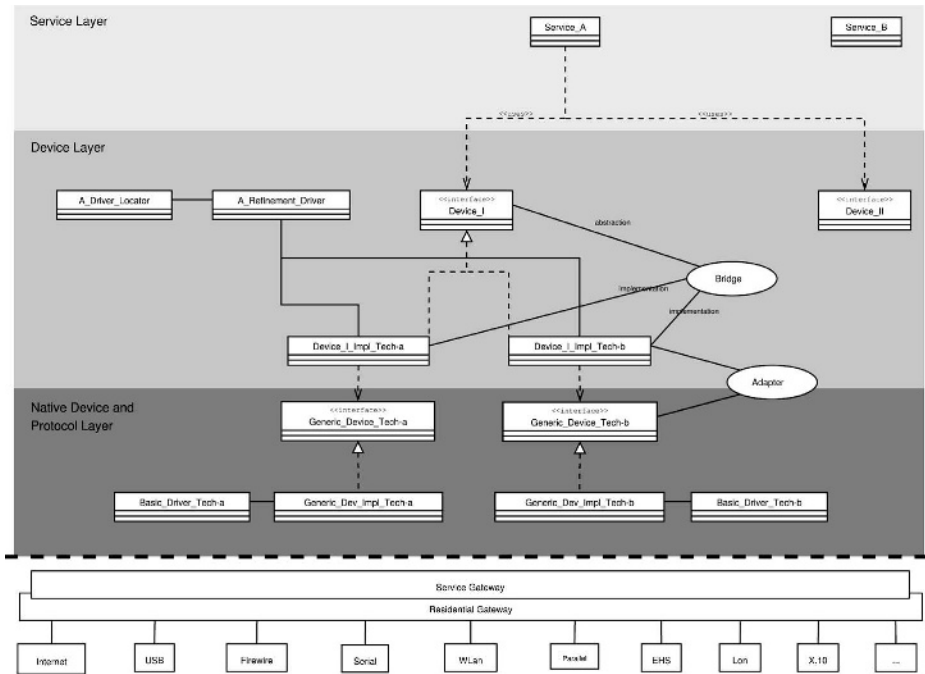 Service Layer
Service_A
Service_B
<<uses>>
<<uses>>
Device Layer
A_Driver_Locator
A_Refinement_Driver
<<interface>>
Device_I
<<interface>>
Device_II
abstraction
Bridge
Implementation
implementation
Device_I_Impl_Tech-a
Device_I_Impl_Tech-b
Adapter
Native Device and
Protocol Layer
<<interface>>
Generic_Device_Tech-a
<<interface>>
Generic_Device_Tech-b
Basic_Driver_Tech-a
Generic_Dev_Impl_Tech-a
Generic_Dev_Impl_Tech-b
Basic_Driver_Tech-b
Service Gateway
Residential Gateway
Internet
USB
Firewire
Serial
WLan
Parallel
EHS
Lon
X.10
...